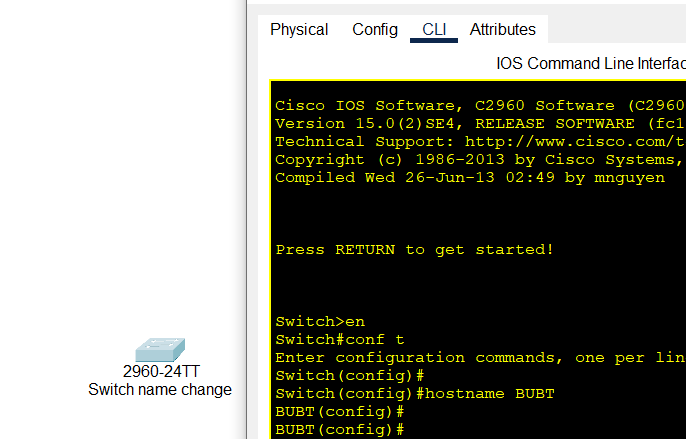 Physical Config CLI Attributes
IOS Command Line Interfac
Cisco IOS Software, C2960 Software (C2960
Version 15.0(2)SE4, RELEASE SOFTWARE (fc1
Technical Support: http://www.cisco.com/t
Copyright (c) 1986-2013 by Cisco Systems,
Compiled Wed 26-Jun-13 02:49 by mnguyen
Press RETURN to get started!
Switch>en
Switch#conf t
Enter configuration commands, one per lin
Switch(config)#
Switch(config)#hostname BUBT
BUBT(config)#
BUBT(config)#
2960-24TT
Switch name change